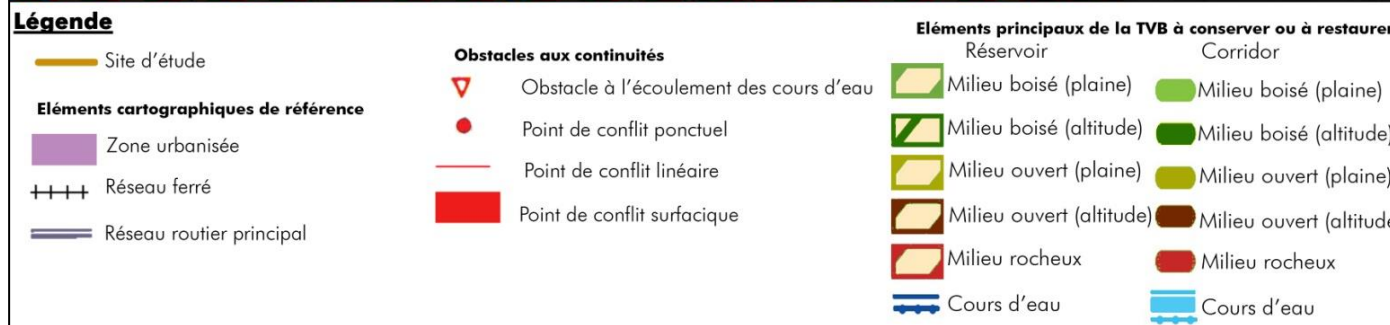 Légende
Site d'étude
Eléments cartographiques de référence
Zone urbanisée
Réseau ferré
Réseau routier principal
Obstacles aux continuités
Obstacle à l'écoulement des cours d'eau
Point de conflit ponctuel
Point de conflit linéaire
Point de conflit surfacique
Eléments principaux de la TVB à conserver ou à restaurer
Réservoir
Milieu boisé (plaine)
Milieu boisé (altitude)
Milieu ouvert (plaine)
Milieu ouvert (altitude)
Milieu rocheux
Cours d'eau
Corridor
Milieu boisé (plaine)
Milieu boisé (altitude)
Milieu ouvert (plaine)
Milieu ouvert (altitude
Milieu rocheux
Cours d'eau